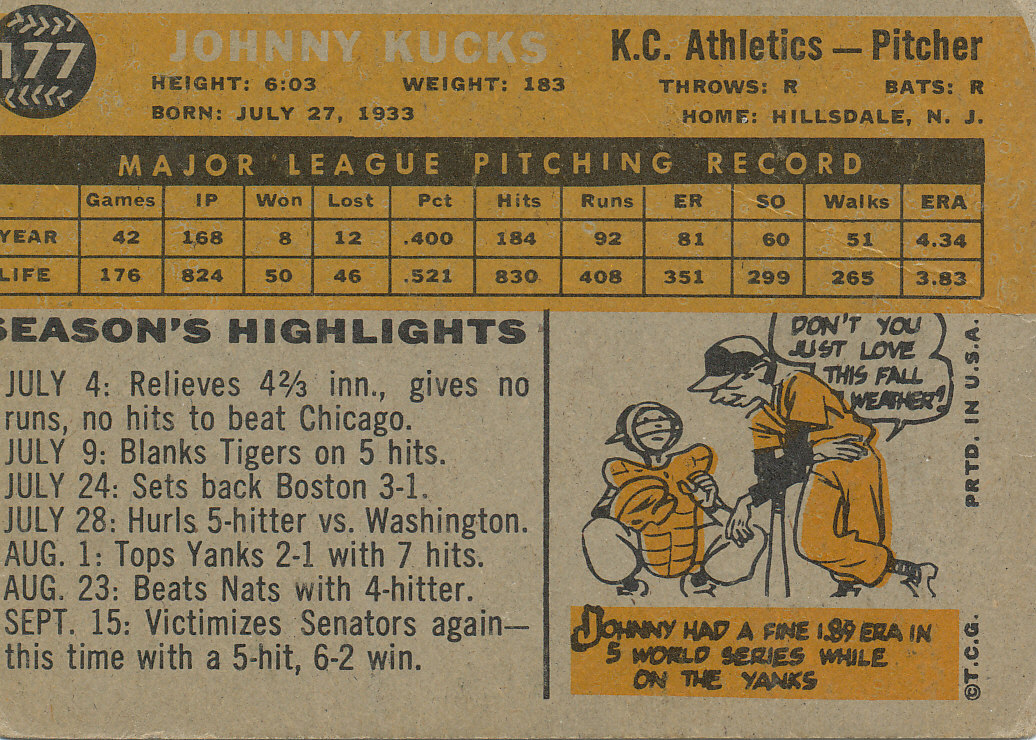 177
JOHNNY KUCKS
K.C. Athletics — Pitcher
HEIGHT: 6:03 WEIGHT: 183 THROWS: R BATS: R
BORN: JULY 27, 1933 HOME: HILLSDALE, N. J.
MAJOR LEAGUE PITCHING RECORD
Games IP Won Lost Pct Hits Runs ER SO Walks ERA
YEAR 42 168 8 12 .400 184 92 81 60 51 4.34
LIFE 176 824 50 46 .521 830 408 351 299 265 3.83
SEASON'S HIGHLIGHTS
JULY 4: Relieves 4⅔ inn., gives no
runs, no hits to beat Chicago.
JULY 9: Blanks Tigers on 5 hits.
JULY 24: Sets back Boston 3-1.
JULY 28: Hurls 5-hitter vs. Washington.
AUG. 1: Tops Yanks 2-1 with 7 hits.
AUG. 23: Beats Nats with 4-hitter.
SEPT. 15: Victimizes Senators again—
this time with a 5-hit, 6-2 win.
DON'T YOU
JUST LOVE
THIS FALL
WEATHER?
JOHNNY HAD A FINE 1.89 ERA IN
5 WORLD SERIES WHILE
ON THE YANKS
©T.C.G. PRTD. IN U.S.A.